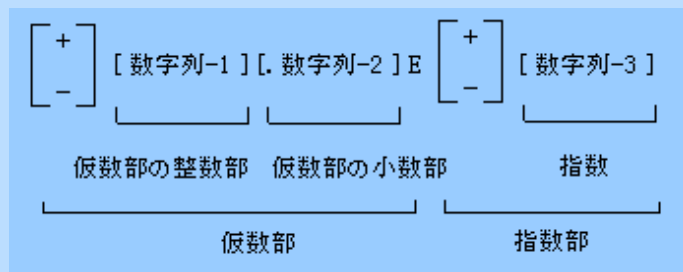 + +
[数字列-1][.数字列-2]E [数字列-3]
- -
仮数部の整数部 仮数部の小数部 指数
仮数部 指数部